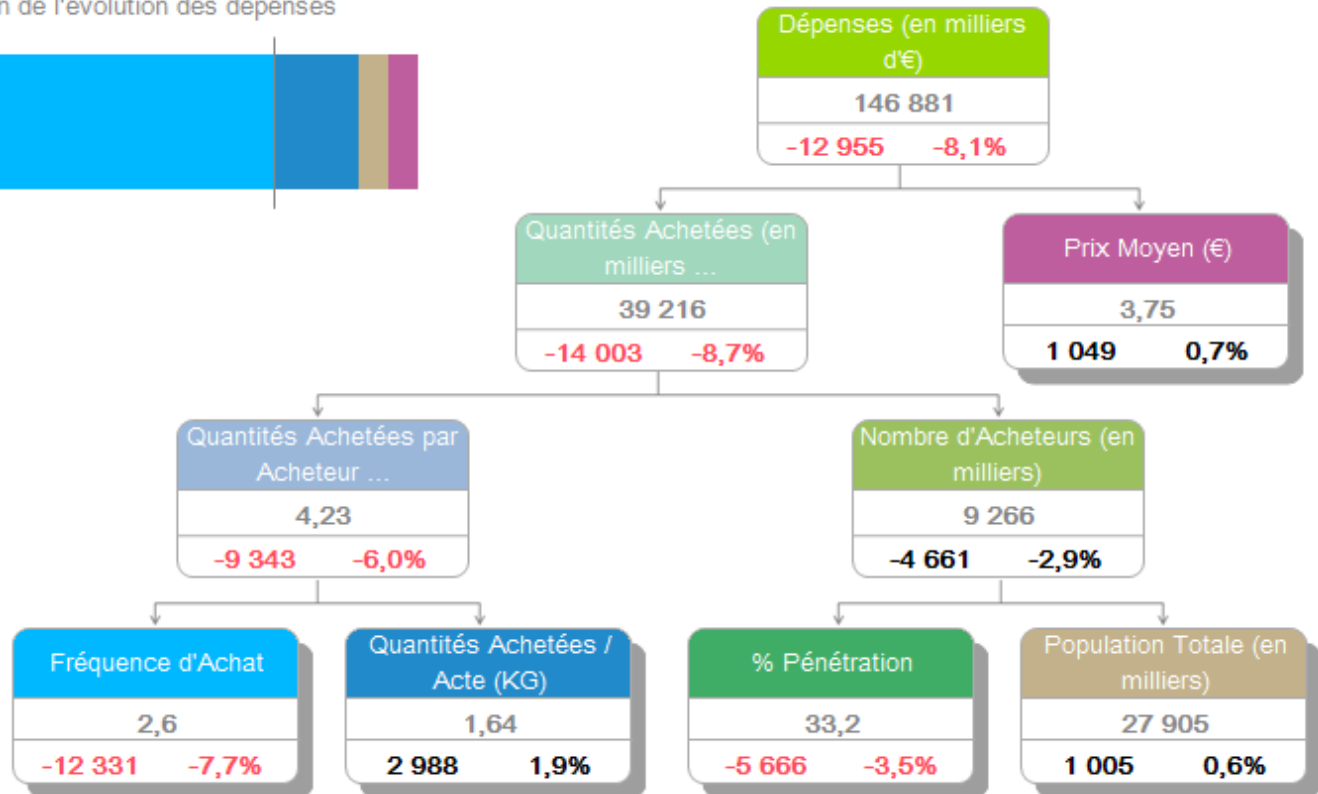 n de l'évolution des dépenses
Dépenses (en milliers
d'€)
146 881
-12 955 -8,1%
Quantités Achetées (en
milliers ...
39 216
-14 003 -8,7%
Prix Moyen (€)
3,75
1 049 0,7%
Quantités Achetées par
Acheteur ...
4,23
-9 343 -6,0%
Nombre d'Acheteurs (en
milliers)
9 266
-4 661 -2,9%
Fréquence d'Achat
2,6
-12 331 -7,7%
Quantités Achetées /
Acte (KG)
1,64
2 988 1,9%
% Pénétration
33,2
-5 666 -3,5%
Population Totale (en
milliers)
27 905
1 005 0,6%